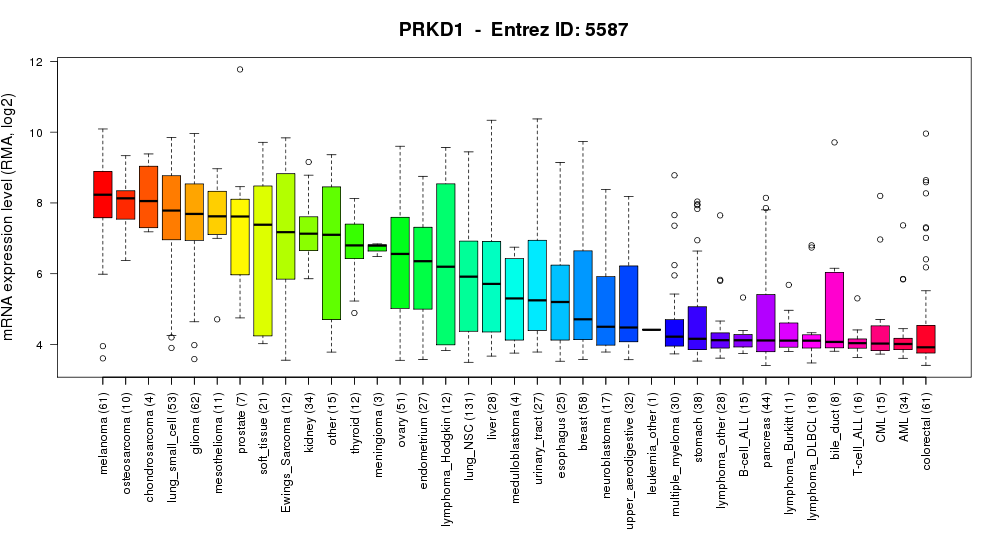 PRKD1 - Entrez ID: 5587
mRNA expression level (RMA, log2)
12
10
8
6
4
melanoma (61)
osteosarcoma (10)
chondrosarcoma (4)
lung_small_cell (53)
glioma (62)
mesothelioma (11)
prostate (7)
soft_tissue (21)
Ewings_Sarcoma (12)
kidney (34)
other (15)
thyroid (12)
meningioma (3)
ovary (51)
endometrium (27)
lymphoma_Hodgkin (12)
lung_NSC (131)
liver (28)
medulloblastoma (4)
urinary_tract (27)
esophagus (25)
breast (58)
neuroblastoma (17)
upper_aerodigestive (32)
leukemia_other (1)
multiple_myeloma (30)
stomach (38)
lymphoma_other (28)
B-cell_ALL (15)
pancreas (44)
lymphoma_Burkitt (11)
lymphoma_DLBCL (18)
bile_duct (8)
T-cell_ALL (16)
CML (15)
AML (34)
colorectal (61)